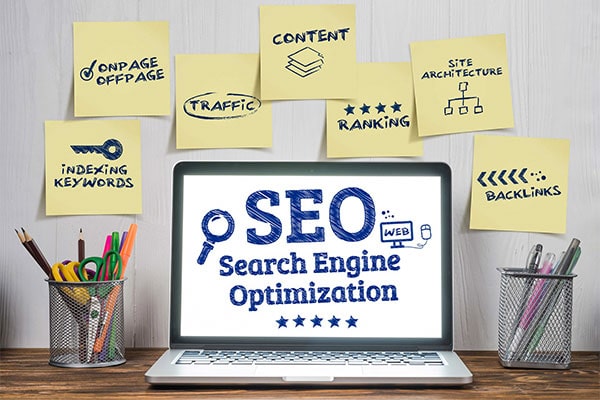 ONPAGE
OFFPAGE
TRAFFIC
CONTENT
RANKING
SITE
ARCHITECTURE
INDEXING
KEYWORDS
BACKLINKS
SEO
WEB
Search Engine
Optimization